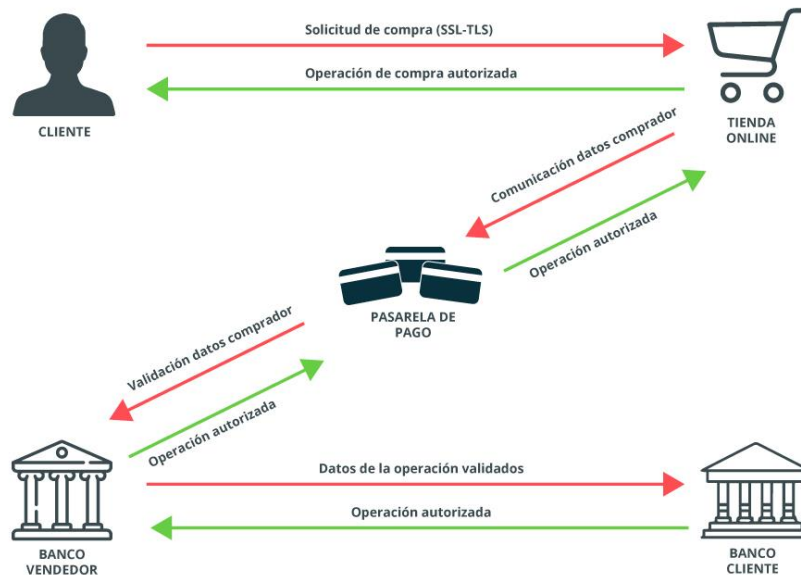 Solicitud de compra (SSL-TLS)
Operación de compra autorizada
CLIENTE
TIENDA
ONLINE
Comunicación datos comprador
Operación autorizada
PASARELA DE
PAGO
Validación datos comprador
Operación autorizada
Datos de la operación validados
Operación autorizada
BANCO
VENDEDOR
BANCO
CLIENTE